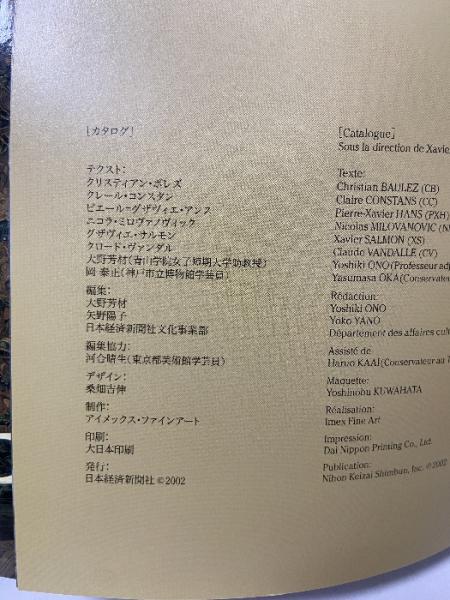 [カタログ]
テクスト:
クリスティアン・ボレズ
クレール・コンスタン
ピエール=グザヴィエ・アンス
ニコラ・ミロヴァノヴィック
グザヴィエ・サルモン
クロード・ヴァンダル
大野芳材(青山学院女子短期大学助教授)
岡 泰正(神戸市立博物館学芸員)
編集:
大野芳材
矢野陽子
日本経済新聞社文化事業部
編集協力:
河合晴生(東京都美術館学芸員)
デザイン:
桑畑吉伸
制作:
アイメックス・ファインアート
印刷:
大日本印刷
発行:
日本経済新聞社©2002
[Catalogue]
Sous la direction de Xavie
Texte:
Christian BAULEZ (CB)
Claire CONSTANS (CC)
Pierre-Xavier HANS (PXH)
Nicolas MILOVANOVIC (NM
Xavier SALMON (XS)
Claude VANDALLE (CV)
Yoshiki ONO(Professeur adj
Yasumasa OKA(Conservate
Rédaction:
Yoshiki ONO
Yoko YANO
Département des affaires cultu
Assisté de
Haruo KAAI(Conservateur au
Maquette:
Yoshinobu KUWAHATA
Réalisation:
Imex Fine Art
Impression:
Dai Nippon Printing Co., Ltd.
Publication:
Nihon Keizai Shimbun, Inc. ©2002